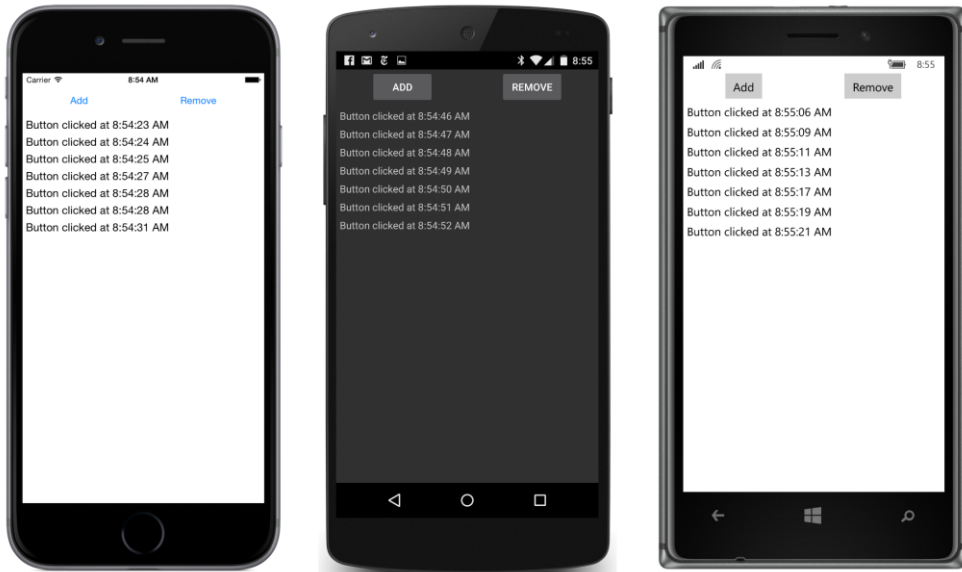 Carrier 8:54 AM
Add Remove
Button clicked at 8:54:23 AM
Button clicked at 8:54:24 AM
Button clicked at 8:54:25 AM
Button clicked at 8:54:27 AM
Button clicked at 8:54:28 AM
Button clicked at 8:54:28 AM
Button clicked at 8:54:31 AM
8:55
ADD REMOVE
Button clicked at 8:54:46 AM
Button clicked at 8:54:47 AM
Button clicked at 8:54:48 AM
Button clicked at 8:54:49 AM
Button clicked at 8:54:50 AM
Button clicked at 8:54:51 AM
Button clicked at 8:54:52 AM
8:55
Add Remove
Button clicked at 8:55:06 AM
Button clicked at 8:55:09 AM
Button clicked at 8:55:11 AM
Button clicked at 8:55:13 AM
Button clicked at 8:55:17 AM
Button clicked at 8:55:19 AM
Button clicked at 8:55:21 AM